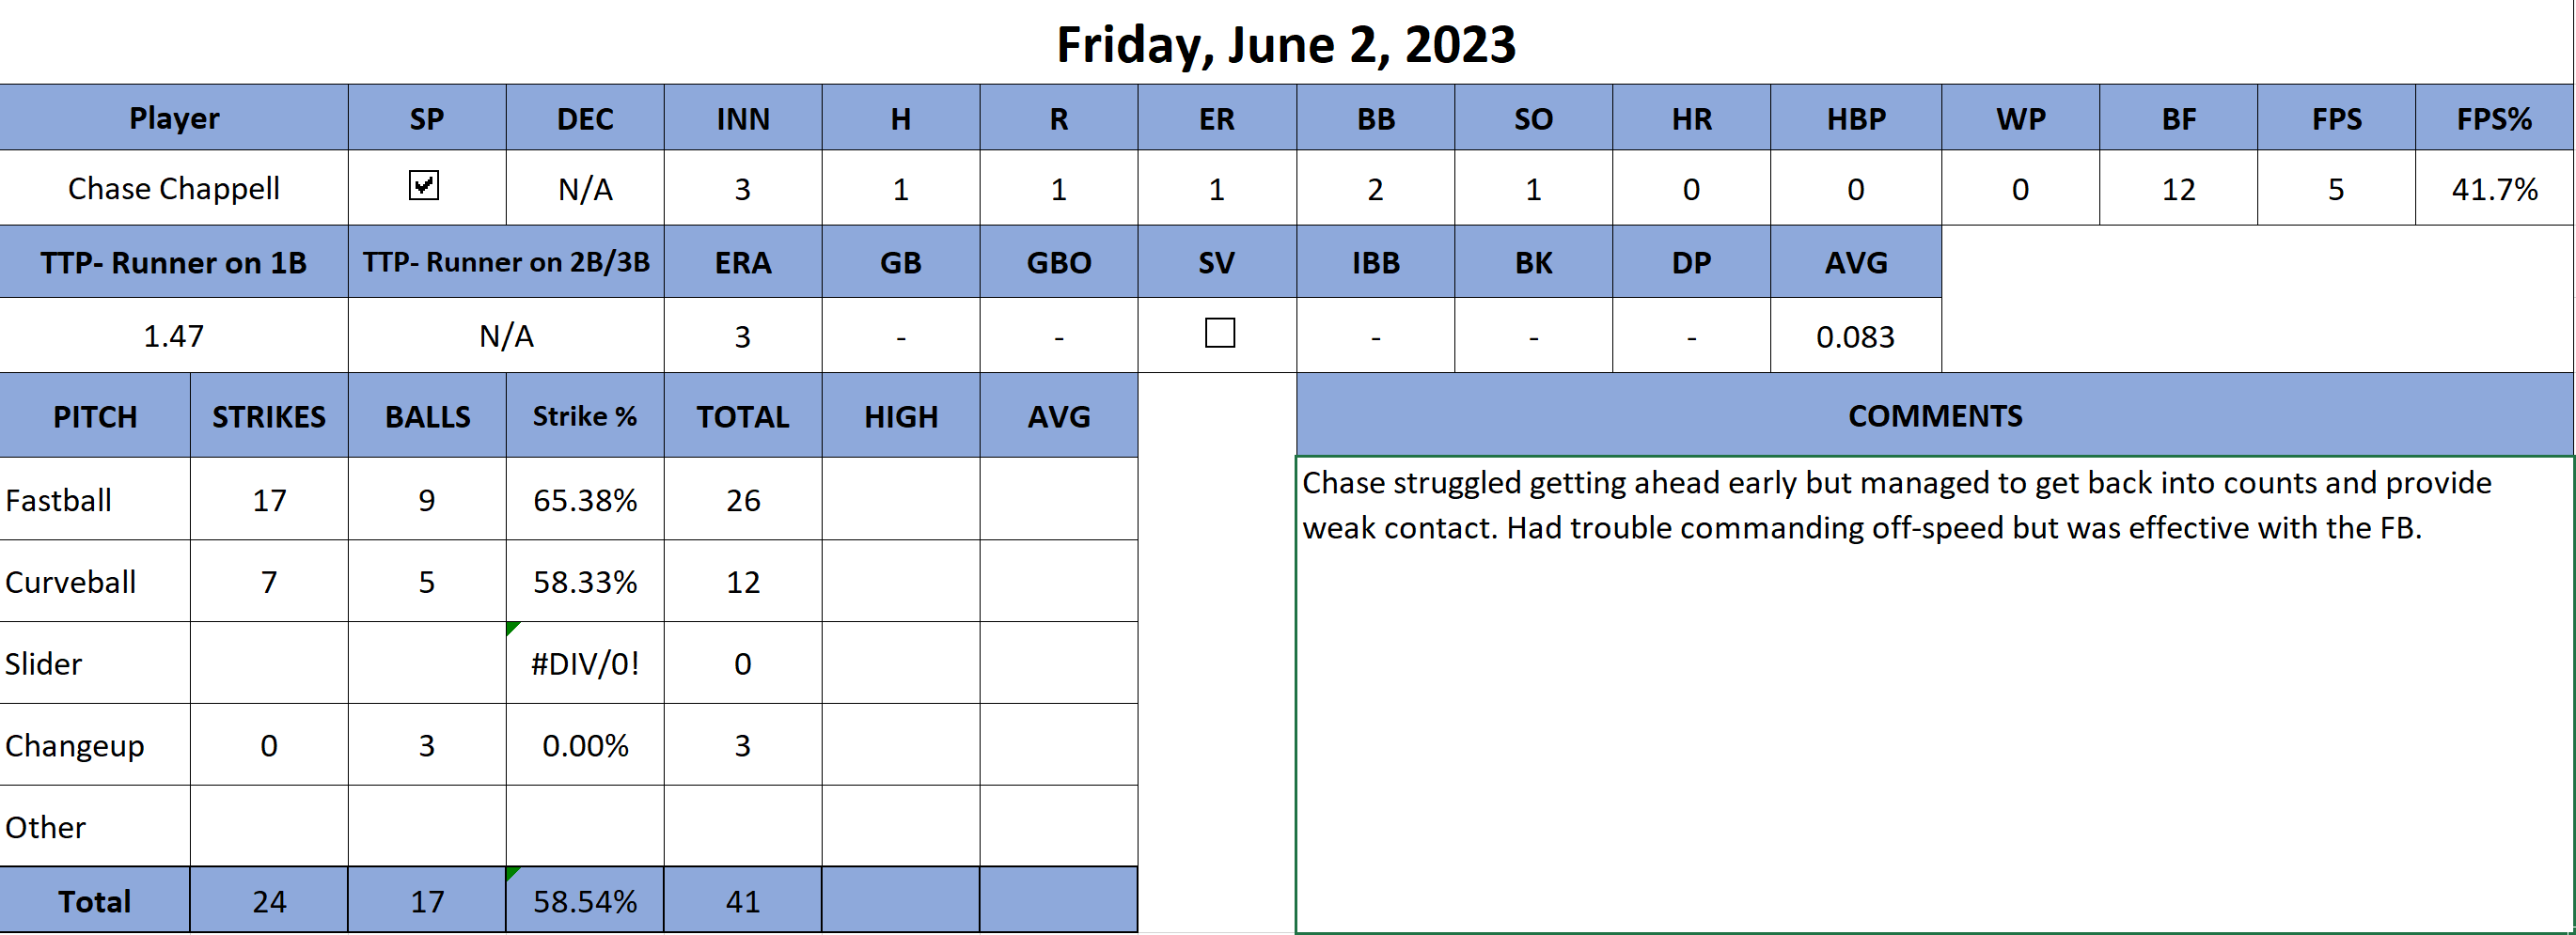 Friday, June 2, 2023
Player SP DEC INN H R ER BB SO HR HBP WP BF FPS FPS%
Chase Chappell N/A 3 1 1 1 2 1 0 0 0 12 5 41.7%
TTP- Runner on 1B TTP- Runner on 2B/3B ERA GB GBO SV IBB BK DP AVG
1.47 N/A 3 - - - - - 0.083
PITCH STRIKES BALLS Strike % TOTAL HIGH AVG COMMENTS
Fastball 17 9 65.38% 26
Chase struggled getting ahead early but managed to get back into counts and provide
weak contact. Had trouble commanding off-speed but was effective with the FB.
Curveball 7 5 58.33% 12
Slider #DIV/0! 0
Changeup 0 3 0.00% 3
Other
Total 24 17 58.54% 41